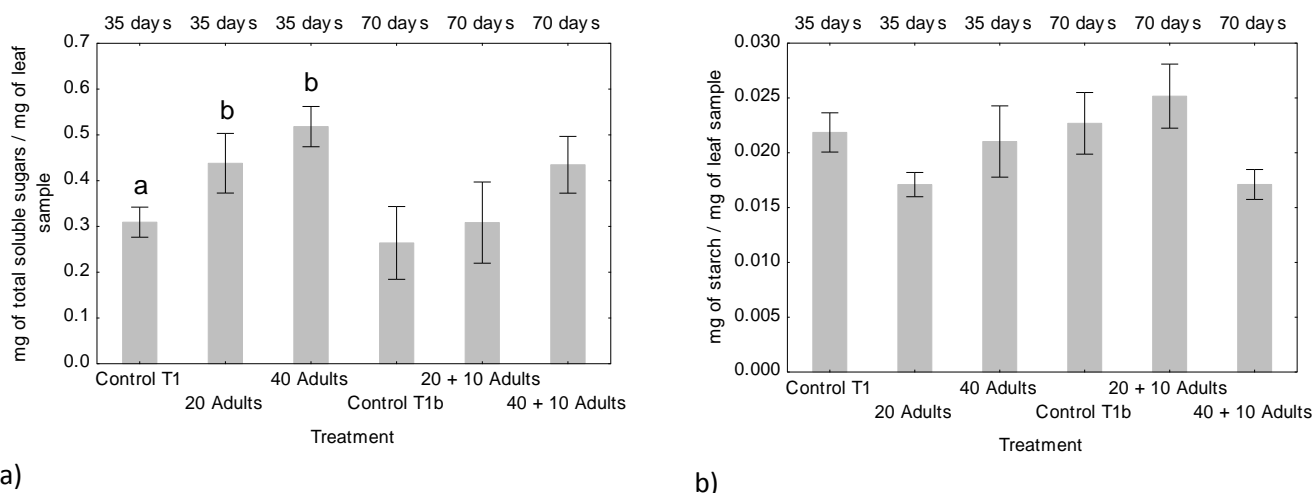 35 days 35 days 35 days 70 days 70 days 70 days
mg of total soluble sugars / mg of leaf
sample
0.7
0.6
0.5
0.4
0.3
0.2
0.1
0.0
a
b
b
Control T1 40 Adults 20 + 10 Adults
20 Adults Control T1b 40 + 10 Adults
Treatment
a)
35 days 35 days 35 days 70 days 70 days 70 days
mg of starch / mg of leaf sample
0.030
0.025
0.020
0.015
0.010
0.005
0.000
Control T1 40 Adults 20 + 10 Adults
20 Adults Control T1b 40 + 10 Adults
Treatment
b)